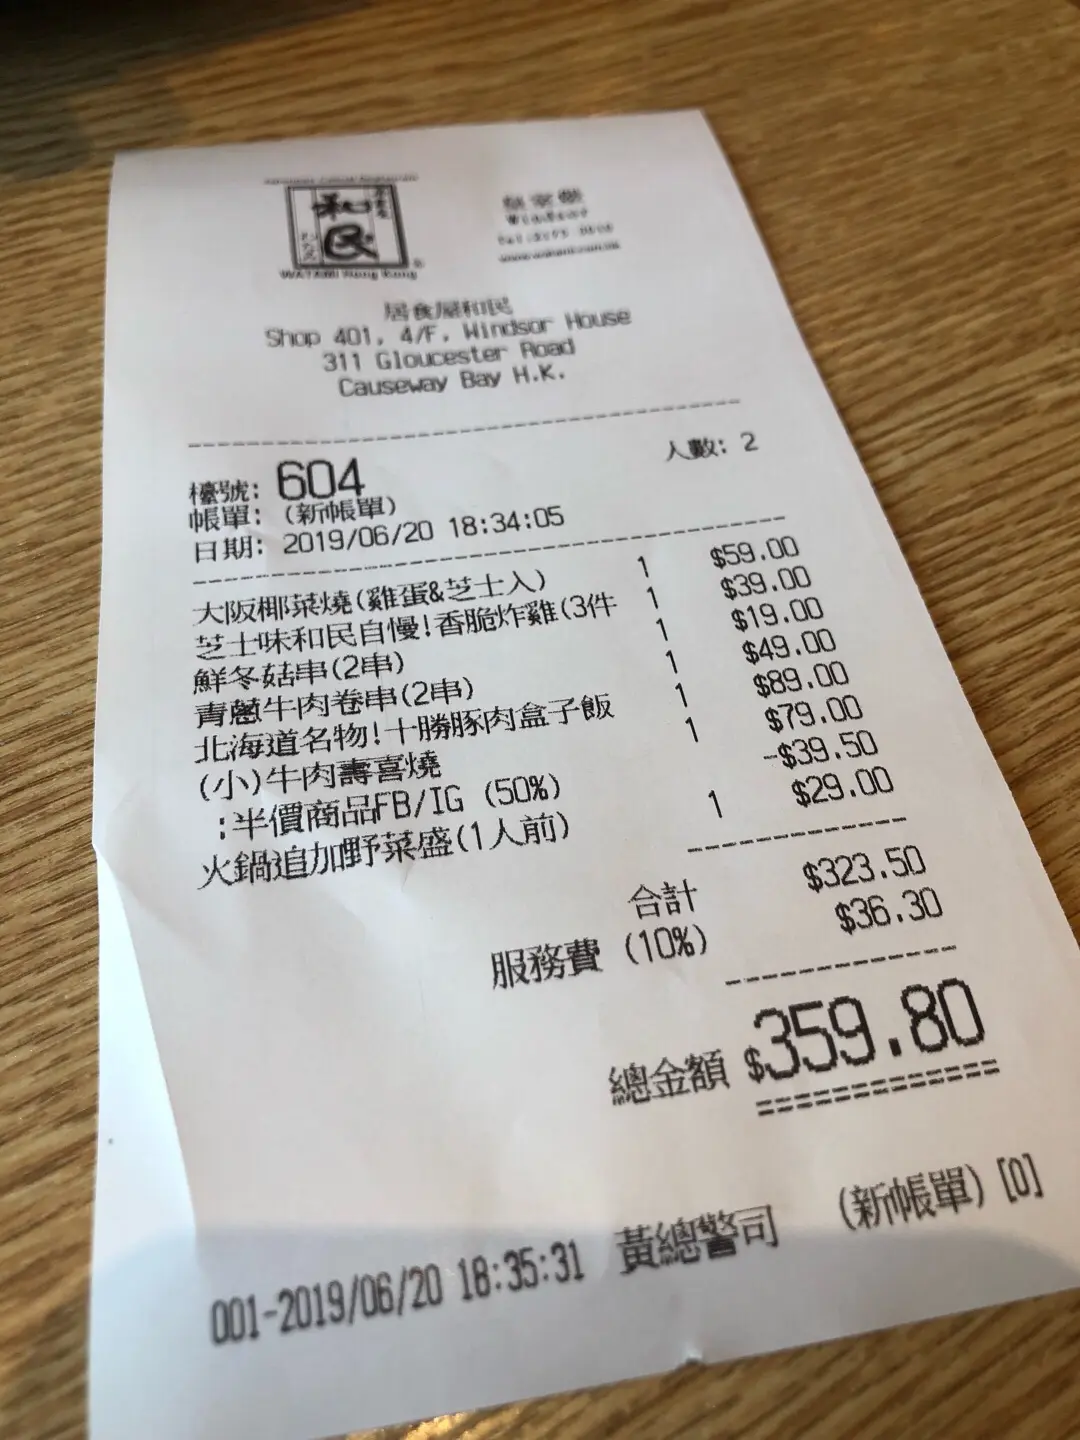 和民
WATAMI Hong Kong
皇室堡
Windsor
居食屋和民
Shop 401, 4/F, Windsor House
311 Gloucester Road
Causeway Bay H.K.
檯號: 604 人數: 2
帳單: (新帳單)
日期: 2019/06/20 18:34:05
大阪椰菜燒(雞蛋&芝士入) 1 $59.00
芝士味和民自慢!香脆炸雞(3件 1 $39.00
鮮冬菇串(2串) 1 $19.00
青蔥牛肉卷串(2串) 1 $49.00
北海道名物!十勝豚肉盒子飯 1 $89.00
(小)牛肉壽喜燒 1 $79.00
:半價商品FB/IG (50%) -$39.50
火鍋追加野菜盛(1人前) 1 $29.00
合計 $323.50
服務費 (10%) $36.30
總金額 $359.80
001-2019/06/20 18:35:31 黃總警司 (新帳單) [0]